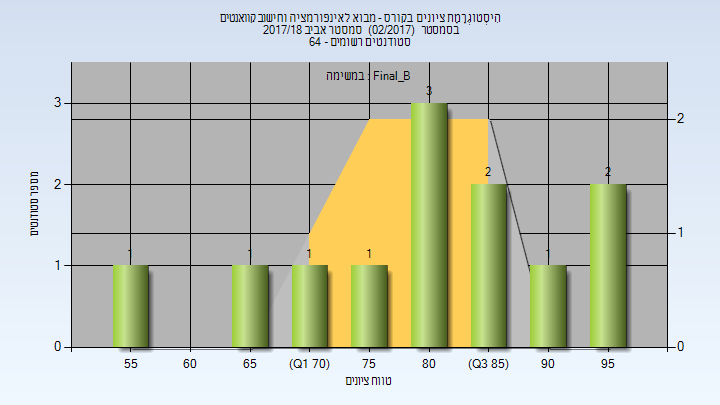 היסטוגרמת ציונים בקורס - מבוא לאינפורמציה וחישוב קוואנטים
בסמסטר (02/2017) סמסטר אביב 2017/18
סטודנטים רשומים - 64
במשימה : Final_B
3
3
2
2
2
2
1
1
1
1
1
1
1
0
0
מספר סטודנטים
55
60
65
(Q1 70)
75
80
(Q3 85)
90
95
טווח ציונים